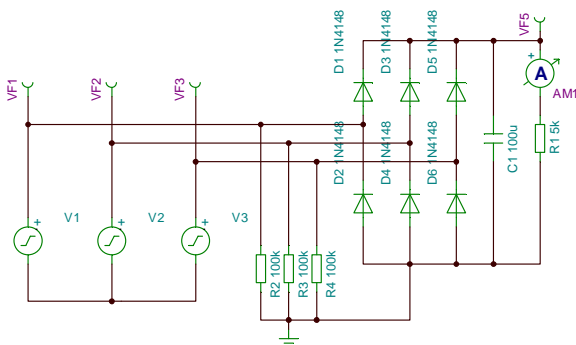 VF1
VF2
VF3
VF5
D1 1N4148
D3 1N4148
D5 1N4148
+
A
AM1
D2 1N4148
D4 1N4148
D6 1N4148
C1 100u
R1 5k
+
V1
+
V2
+
V3
R2 100k
R3 100k
R4 100k